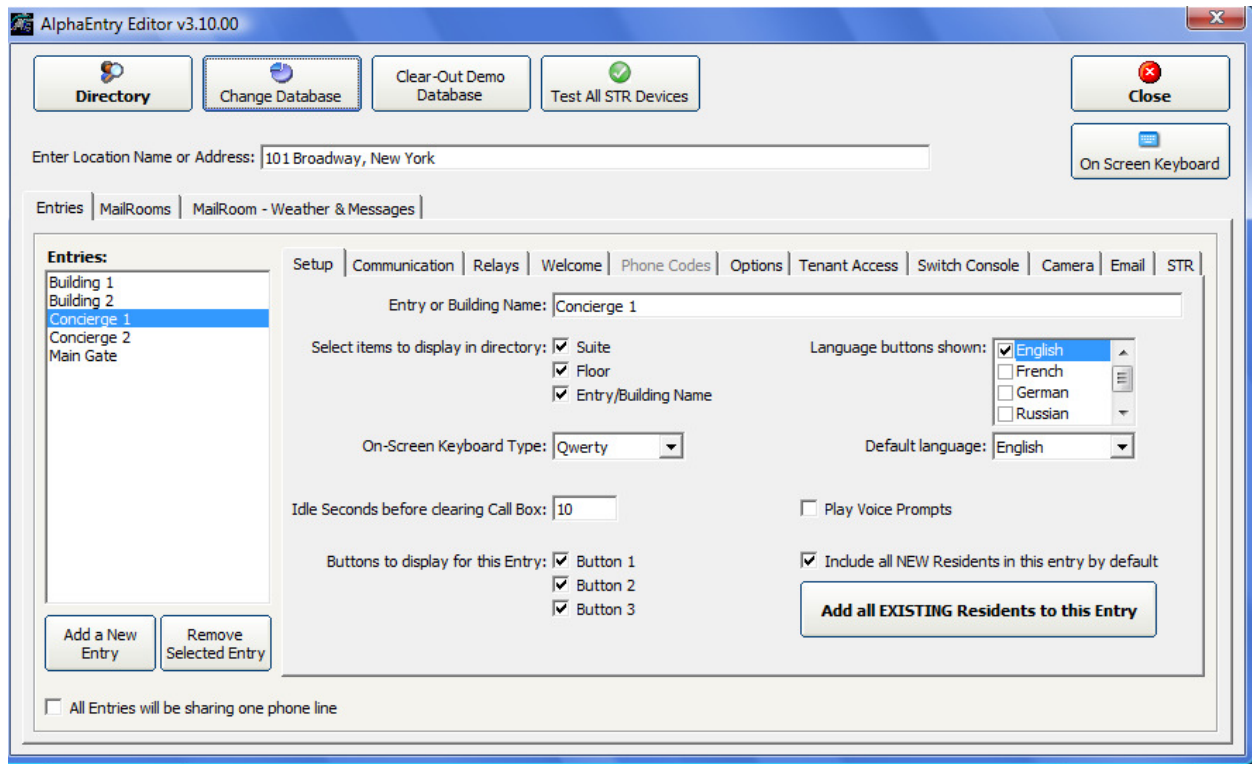 AlphaEntry Editor v3.10.00
Directory
Change Database
Clear-Out Demo
Database
Test All STR Devices
Close
On Screen Keyboard
Enter Location Name or Address: 101 Broadway, New York
Entries MailRooms MailRoom - Weather & Messages
Entries:
Building 1
Building 2
Concierge 1
Concierge 2
Main Gate
Add a New
Entry
Remove
Selected Entry
Setup Communication Relays Welcome Phone Codes Options Tenant Access Switch Console Camera Email STR
Entry or Building Name: Concierge 1
Select items to display in directory: Suite
Floor
Entry/Building Name
Language buttons shown: English
French
German
Russian
On-Screen Keyboard Type: Qwerty
Default language: English
Idle Seconds before clearing Call Box: 10
Play Voice Prompts
Buttons to display for this Entry: Button 1
Button 2
Button 3
Include all NEW Residents in this entry by default
Add all EXISTING Residents to this Entry
All Entries will be sharing one phone line